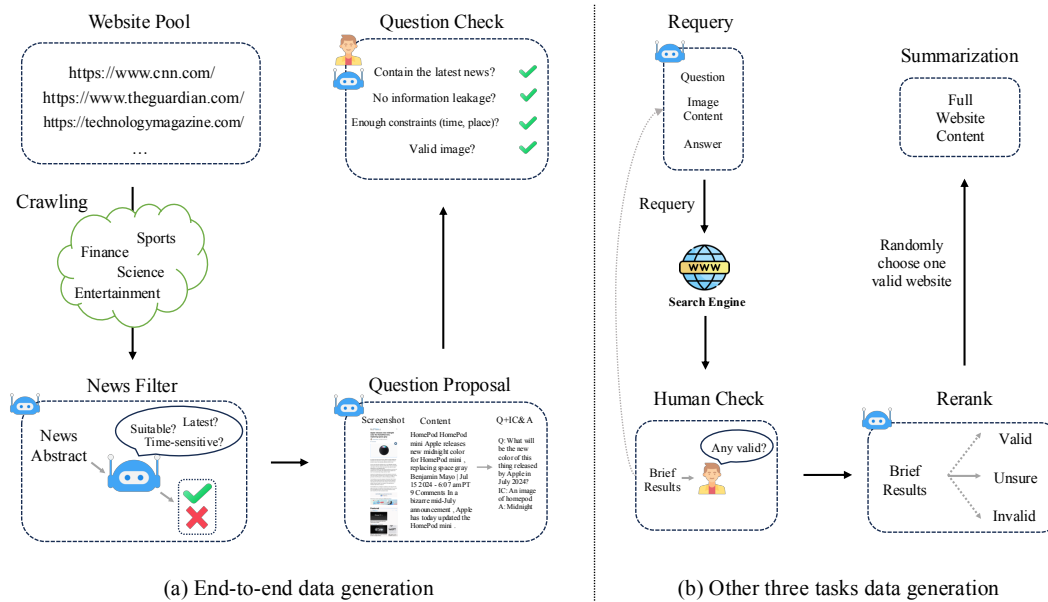 Website Pool
https://www.cnn.com/
https://www.theguardian.com/
https://technologymagazine.com/
...
Crawling
Sports
Finance
Science
Entertainment
News Filter
News
Abstract
Suitable? Latest?
Time-sensitive?
Question Proposal
Screenshot
Content
HomePod HomePod
mini Apple releases
new midnight color
for HomePod mini ,
replacing space gray
Benjamin Mayo | Jul
15 2024 - 6:07 am PT
9 Comments In a
bizarre mid-July
announcement , Apple
has today updated the
HomePod mini .
Q+IC&A
Q: What will
be the new
color of this
thing released
by Apple in
July 2024?
IC: An image
of homepod
A: Midnight
Question Check
Contain the latest news?
No information leakage?
Enough constraints (time, place)?
Valid image?
(a) End-to-end data generation
Requery
Question
Image
Content
Answer
Requery
WWW
Search Engine
Human Check
Brief
Results
Any valid?
Rerank
Brief
Results
Valid
Unsure
Invalid
Randomly
choose one
valid website
Summarization
Full
Website
Content
(b) Other three tasks data generation